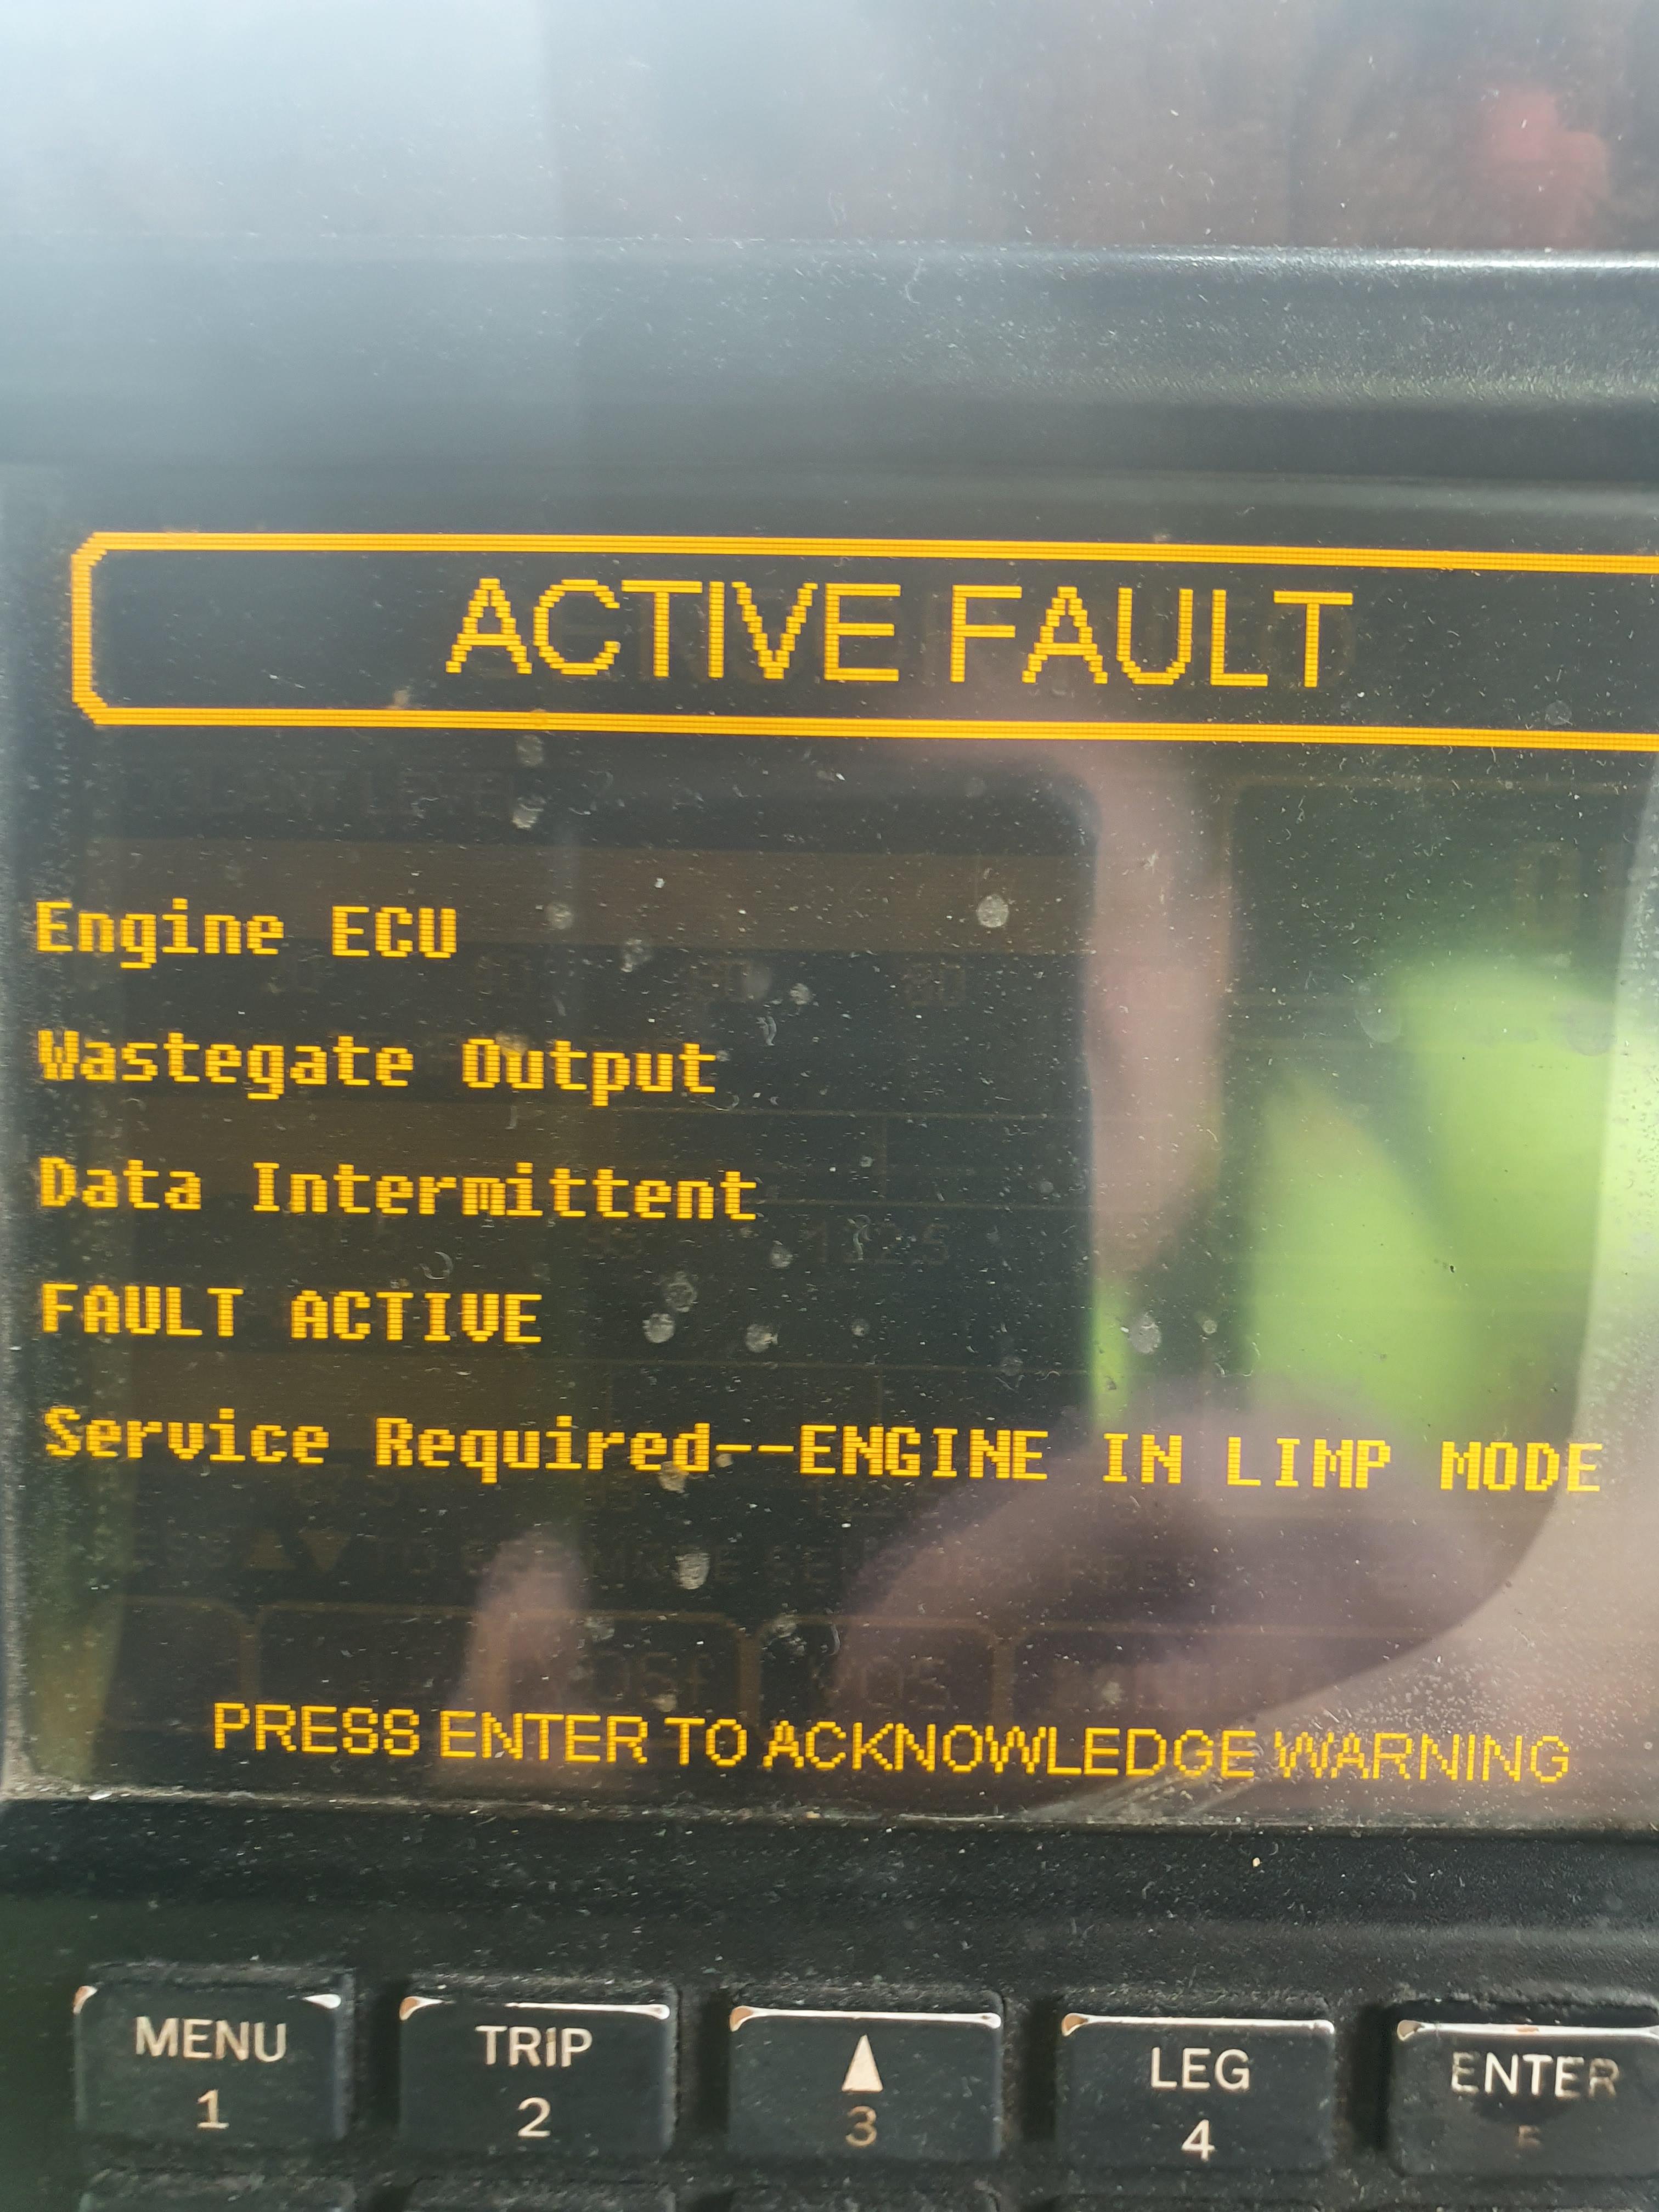 ACTIVE FAULT
Engine ECU
Wastegate Output
Data Intermittent
FAULT ACTIVE
Service Required--ENGINE IN LIMP MODE
PRESS ENTER TO ACKNOWLEDGE WARNING
MENU TRIP ▲ LEG ENTER
1 2 3 4 5